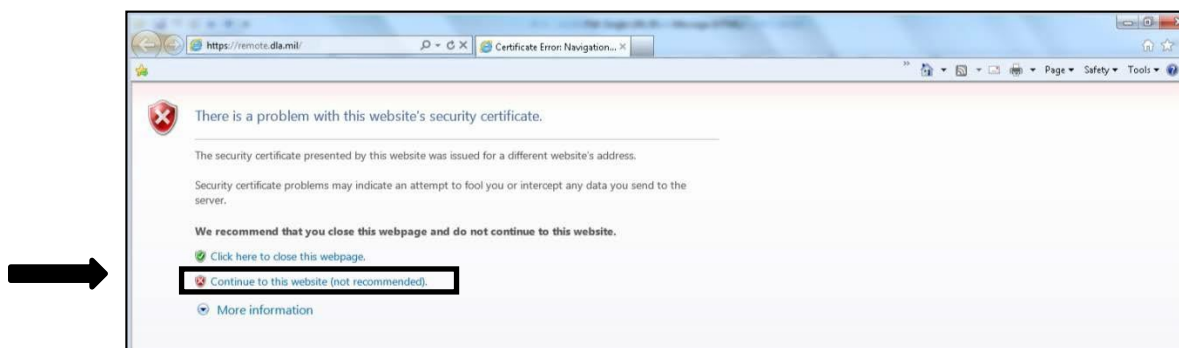 https://remote.dla.mil/
Certificate Error: Navigation...
Page Safety Tools
There is a problem with this website's security certificate.
The security certificate presented by this website was issued for a different website's address.
Security certificate problems may indicate an attempt to fool you or intercept any data you send to the
server.
We recommend that you close this webpage and do not continue to this website.
Click here to close this webpage.
Continue to this website (not recommended).
More information